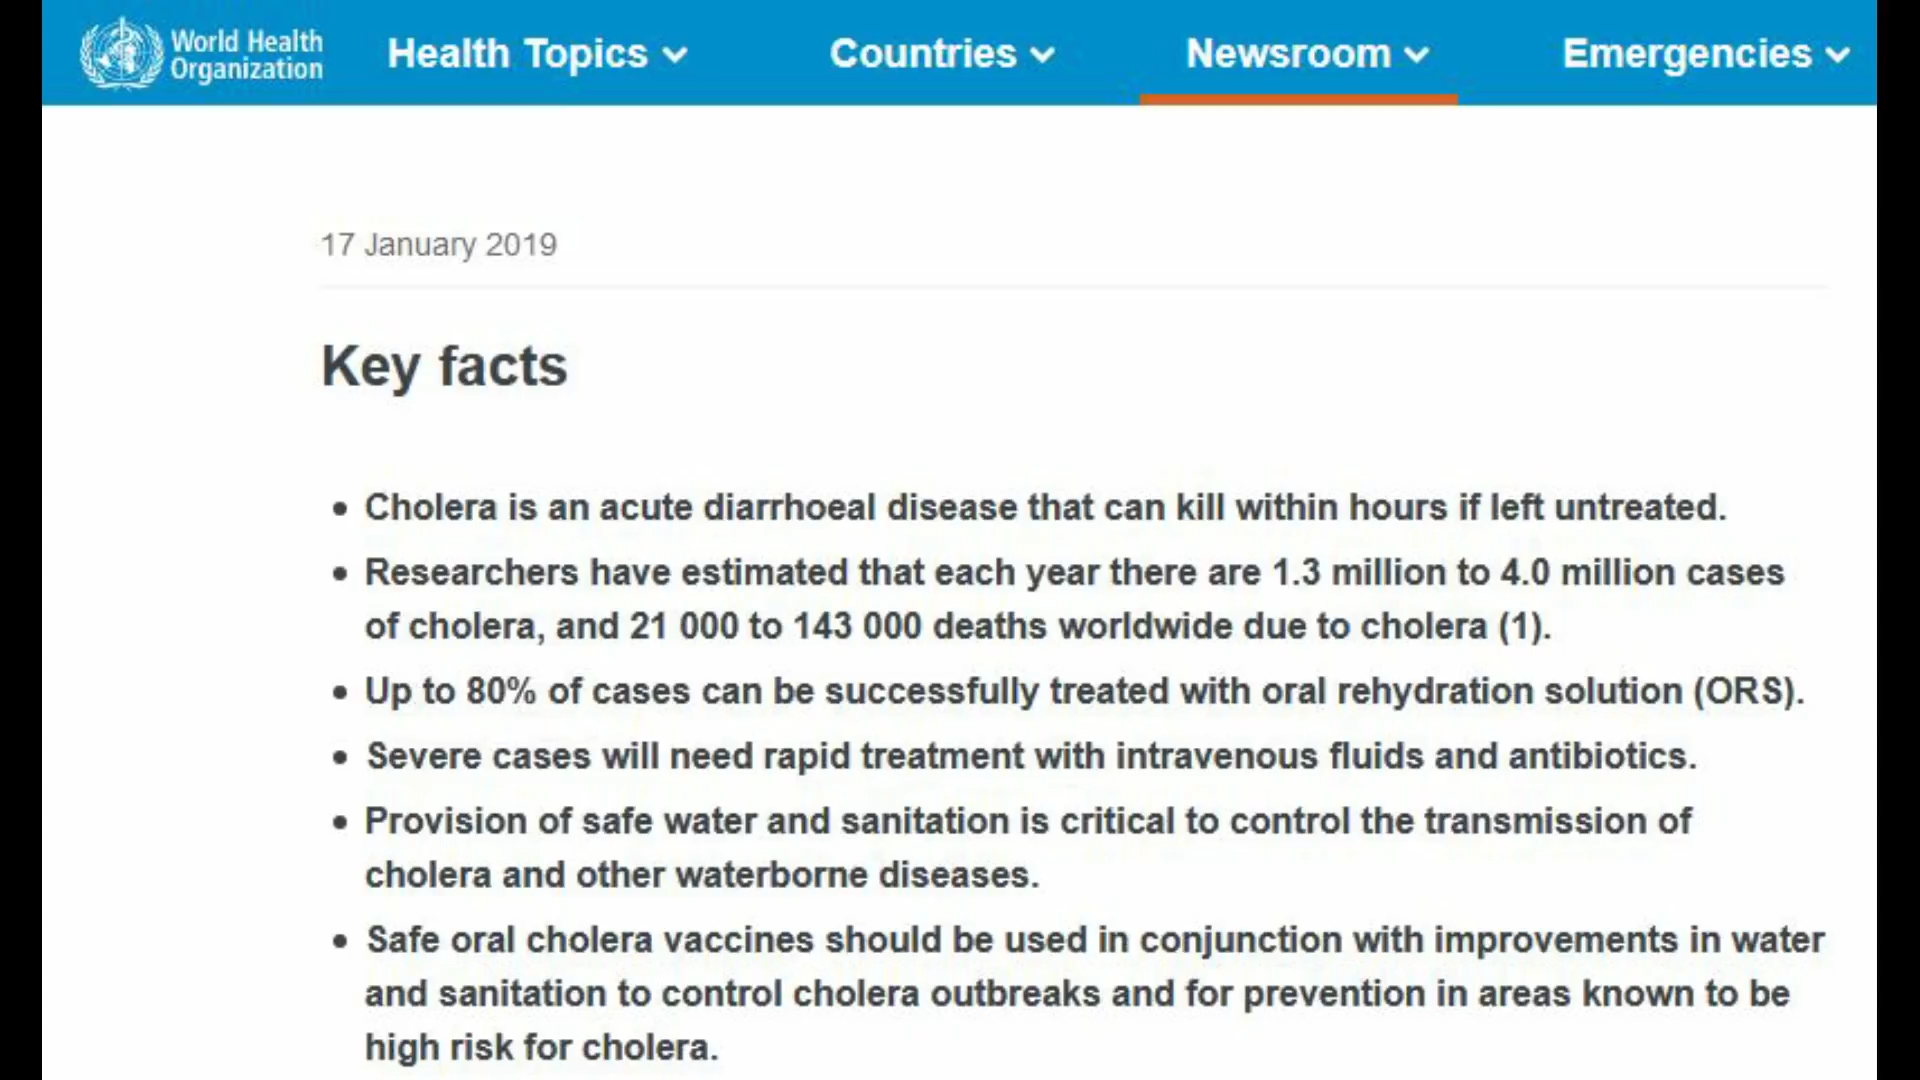 World Health
Organization
Health Topics
Countries
Newsroom
Emergencies
17 January 2019
Key facts
• Cholera is an acute diarrhoeal disease that can kill within hours if left untreated.
• Researchers have estimated that each year there are 1.3 million to 4.0 million cases
of cholera, and 21 000 to 143 000 deaths worldwide due to cholera (1).
• Up to 80% of cases can be successfully treated with oral rehydration solution (ORS).
• Severe cases will need rapid treatment with intravenous fluids and antibiotics.
• Provision of safe water and sanitation is critical to control the transmission of
cholera and other waterborne diseases.
• Safe oral cholera vaccines should be used in conjunction with improvements in water
and sanitation to control cholera outbreaks and for prevention in areas known to be
high risk for cholera.